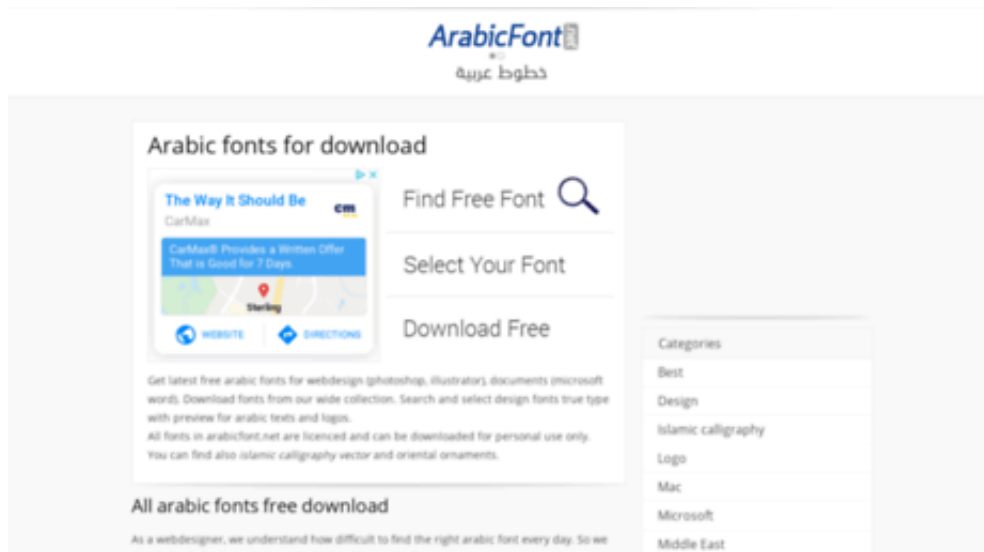 ArabicFont.net
خطوط عربية
Arabic fonts for download
The Way It Should Be
cm
CarMax
CarMax® Provides a Written Offer
That is Good for 7 Days
Sterling
WEBSITE
DIRECTIONS
Find Free Font
Select Your Font
Download Free
Get latest free arabic fonts for webdesign (photoshop, illustrator), documents (microsoft
word). Download fonts from our wide collection. Search and select design fonts true type
with preview for arabic texts and logos.
All fonts in arabicfont.net are licenced and can be downloaded for personal use only.
You can find also islamic calligraphy vector and oriental ornaments.
All arabic fonts free download
As a webdesigner, we understand how difficult to find the right arabic font every day. So we
Categories
Best
Design
Islamic calligraphy
Logo
Mac
Microsoft
Middle East